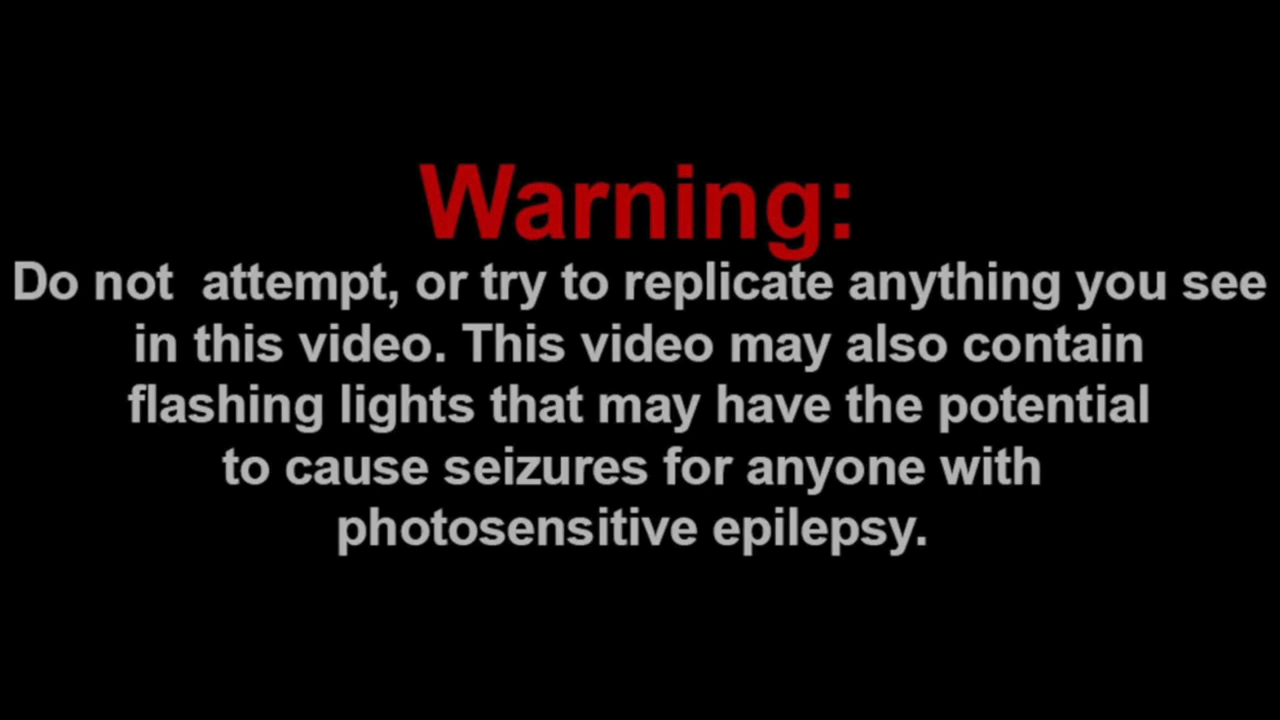 Warning:
Do not  attempt, or try to replicate anything you see
in this video. This video may also contain
flashing lights that may have the potential
to cause seizures for anyone with
photosensitive epilepsy.